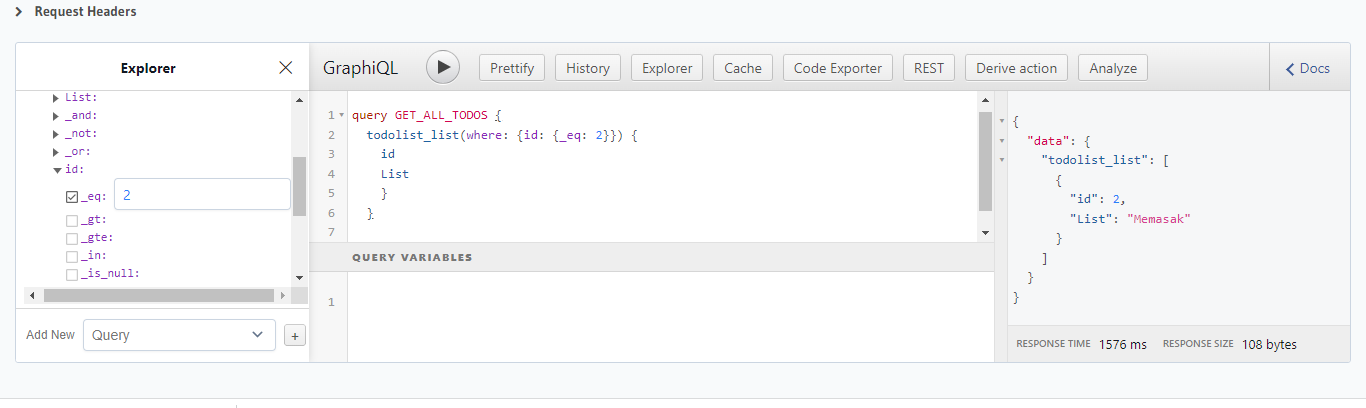 Request Headers
Explorer
GraphiQL
Prettify
History
Explorer
Cache
Code Exporter
REST
Derive action
Analyze
Docs
List:
_and:
_not:
_or:
id:
_eq: 2
_gt:
_gte:
_in:
_is_null:
Add New Query +
1 query GET_ALL_TODOS {
2 todolist_list(where: {id: {_eq: 2}}) {
3 id
4 List
5 }
6 }
7
QUERY VARIABLES
1
{
"data": {
"todolist_list": [
{
"id": 2,
"List": "Memasak"
}
]
}
}
RESPONSE TIME 1576 ms RESPONSE SIZE 108 bytes